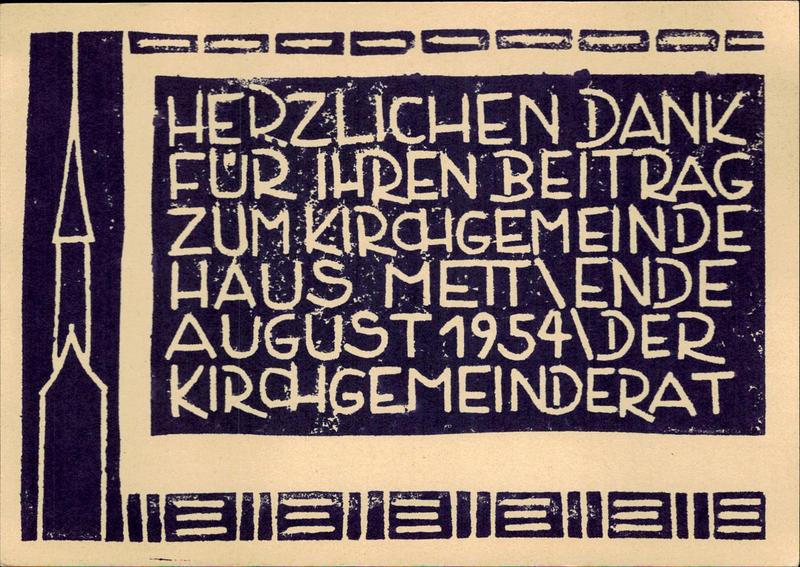 HERZLICHEN DANK
FÜR IHREN BEITRAG
ZUM KIRCHGEMEINDE
HAUS METT\ENDE
AUGUST 1954\DER
KIRCHGEMEINDERAT